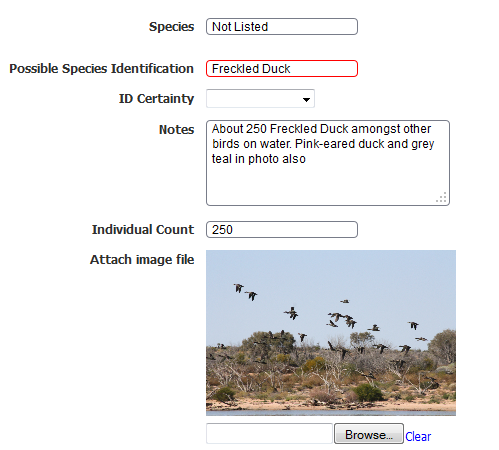 Species Not Listed
Possible Species Identification Freckled Duck
ID Certainty
Notes About 250 Freckled Duck amongst other
birds on water. Pink-eared duck and grey
teal in photo also
Individual Count 250
Attach image file
Browse... Clear